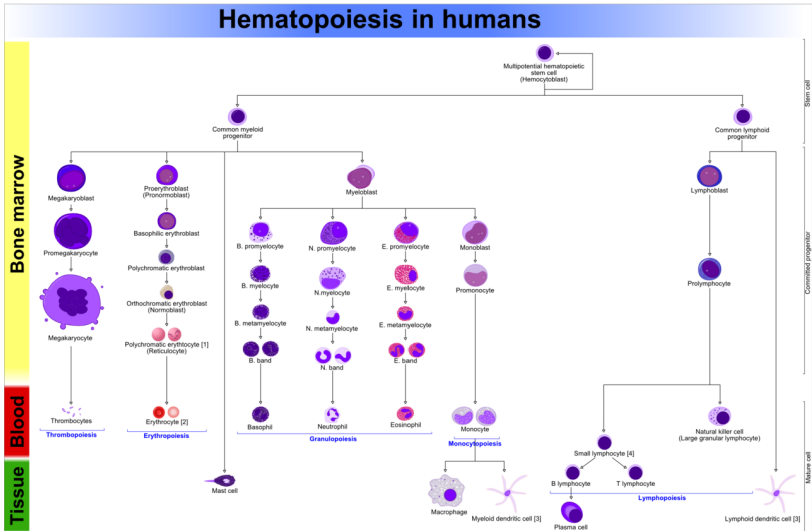 Hematopoiesis in humans
Bone marrow
Blood
Tissue
Stem cell
Committed progenitor
Mature cell
Multipotential hematopoietic
stem cell
(Hemocytoblast)
Common myeloid
progenitor
Common lymphoid
progenitor
Megakaryoblast
Proerythroblast
(Pronormoblast)
Myeloblast
Lymphoblast
Promegakaryocyte
Basophilic erythroblast
B. promyelocyte
N. promyelocyte
E. promyelocyte
Monoblast
Polychromatic erythroblast
B. myelocyte
N.myelocyte
E. myelocyte
Promonocyte
Prolymphocyte
Orthochromatic erythroblast
(Normoblast)
Megakaryocyte
B. metamyelocyte
N. metamyelocyte
E. metamyelocyte
Polychromatic erythtocyte [1]
(Reticulocyte)
B. band
N. band
E. band
Thrombocytes
Erythrocyte [2]
Basophil
Neutrophil
Eosinophil
Monocyte
Natural killer cell
(Large granular lymphocyte)
Thrombopoiesis
Erythropoiesis
Granulopoiesis
Monocytopoiesis
Small lymphocyte [4]
Mast cell
B lymphocyte
T lymphocyte
Lymphopoiesis
Macrophage
Myeloid dendritic cell [3]
Plasma cell
Lymphoid dendritic cell [3]